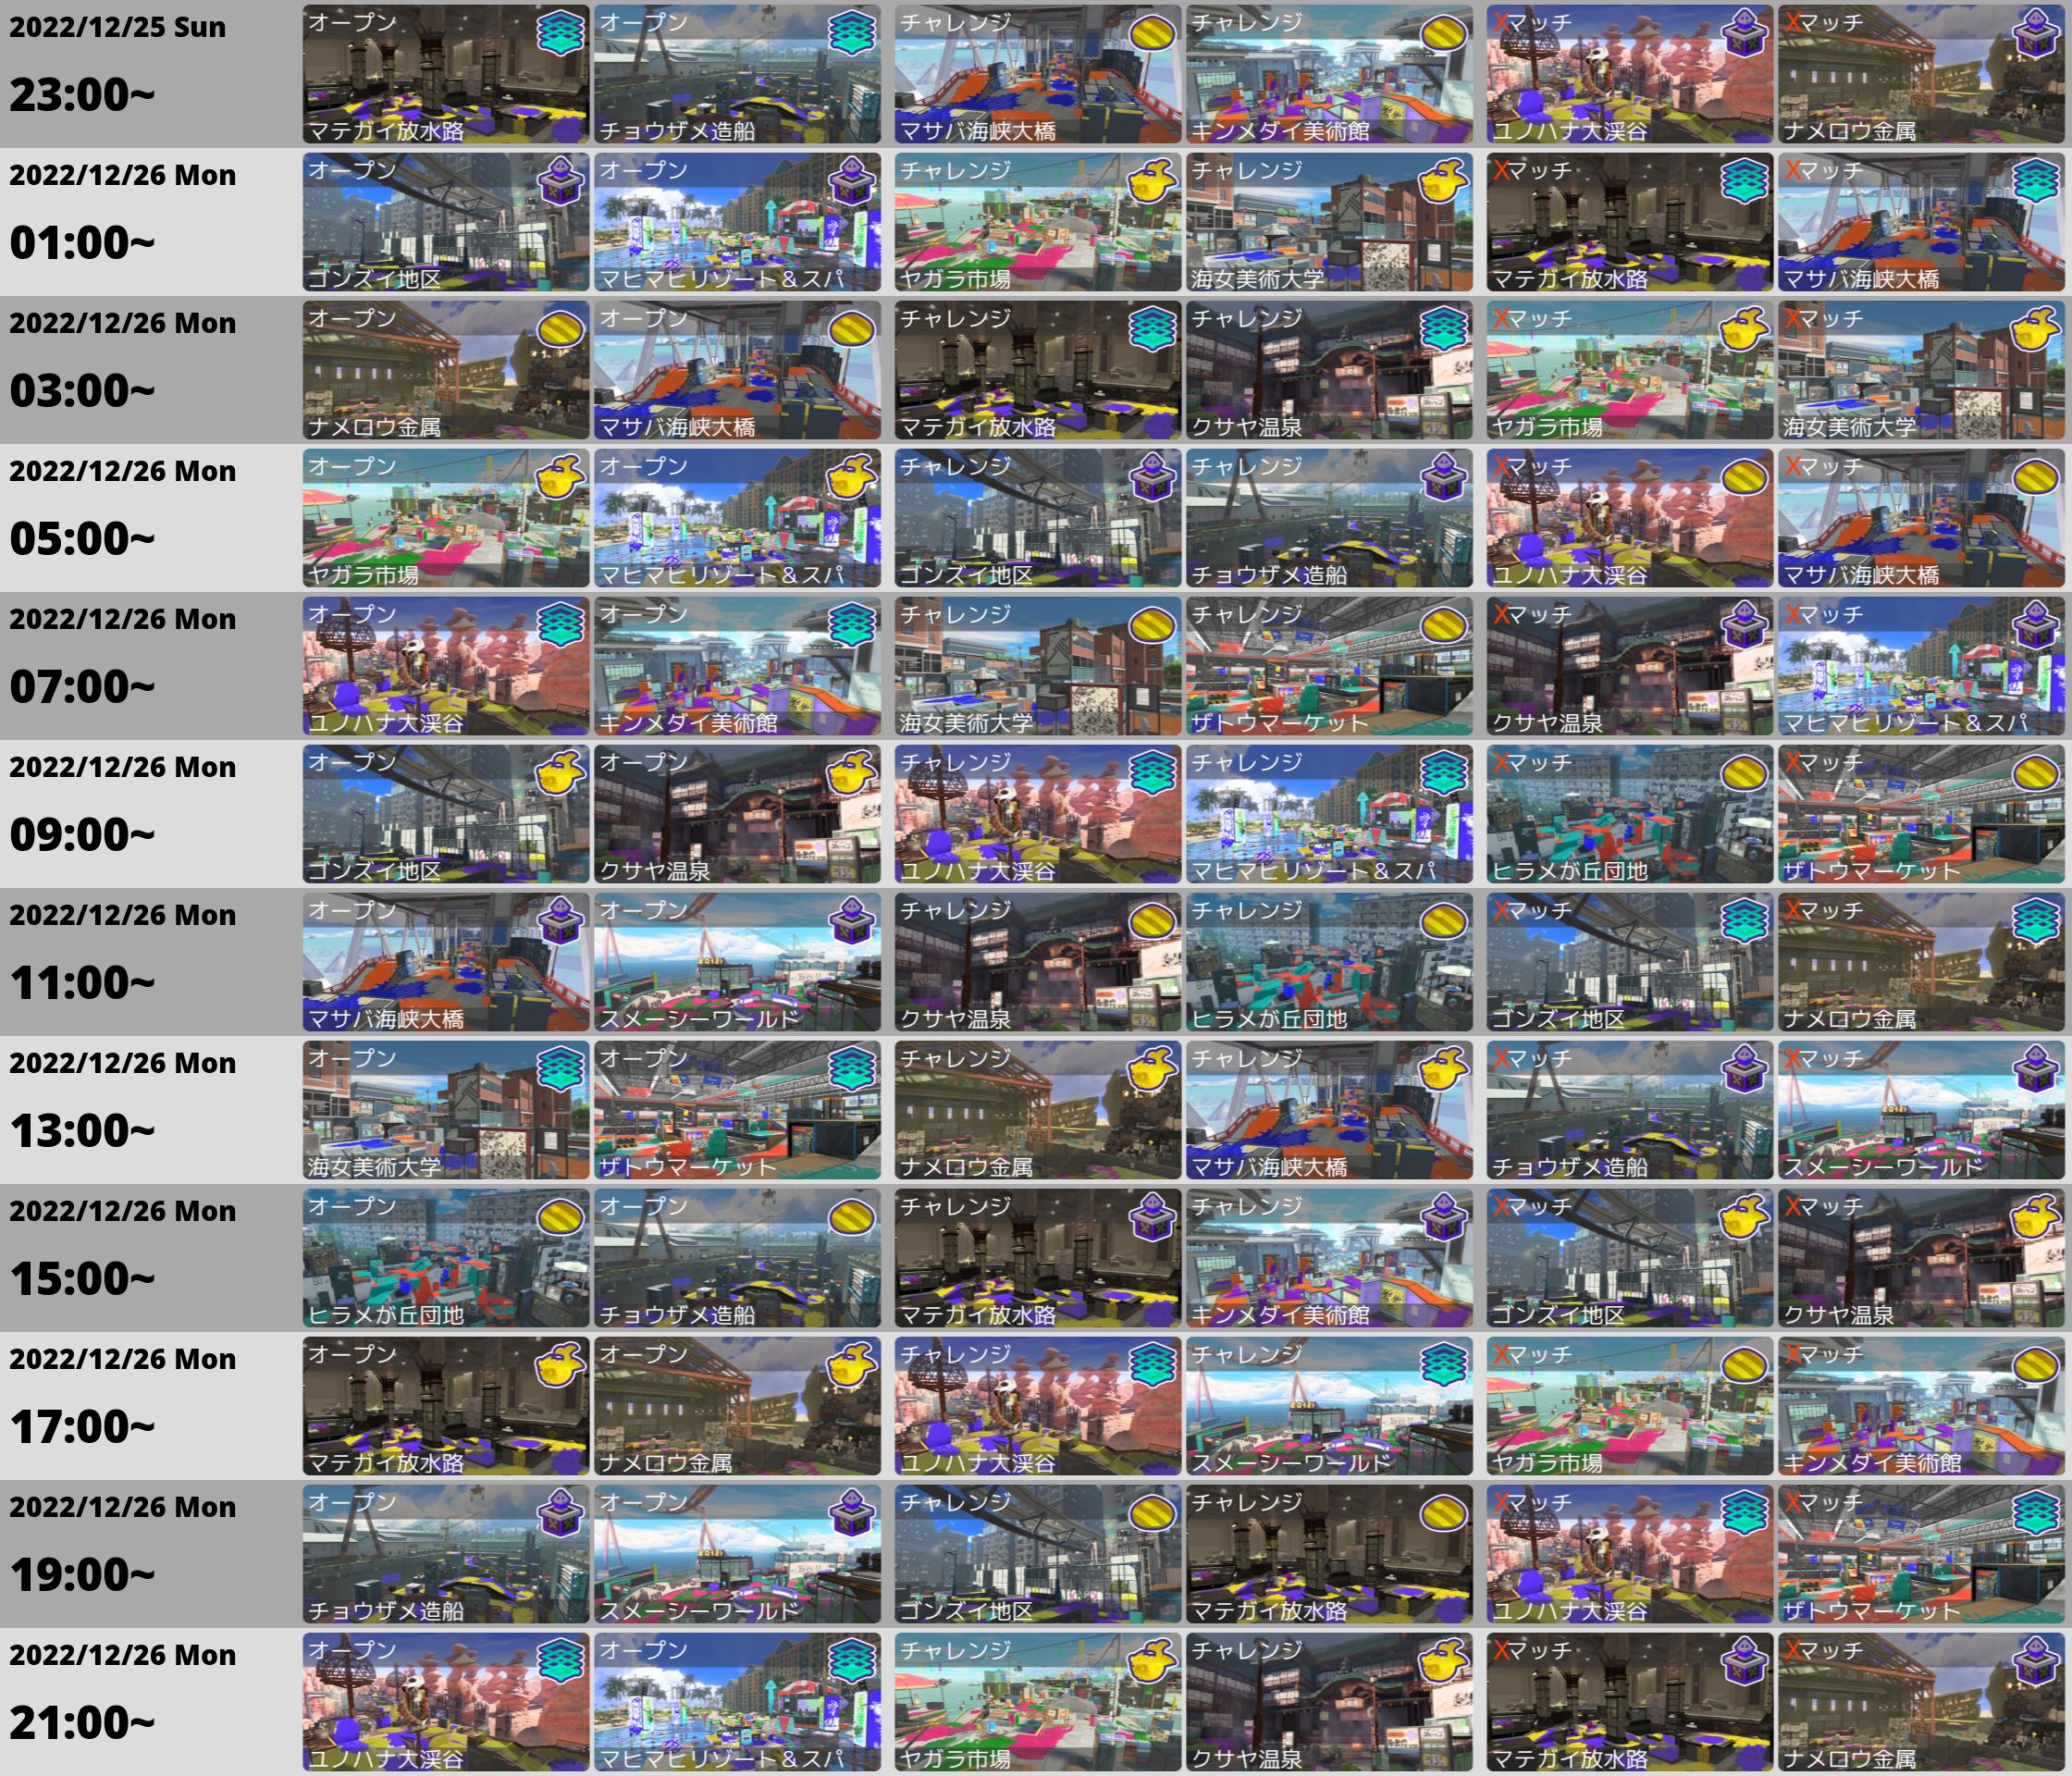 2022/12/25 Sun
23:00~
オープン
マテガイ放水路
オープン
チョウザメ造船
チャレンジ
マサバ海峡大橋
チャレンジ
キンメダイ美術館
Xマッチ
ユノハナ大渓谷
Xマッチ
ナメロウ金属
2022/12/26 Mon
01:00~
オープン
ゴンズイ地区
オープン
マヒマヒリゾート＆スパ
チャレンジ
ヤガラ市場
チャレンジ
海女美術大学
Xマッチ
マテガイ放水路
Xマッチ
マサバ海峡大橋
2022/12/26 Mon
03:00~
オープン
ナメロウ金属
オープン
マサバ海峡大橋
チャレンジ
マテガイ放水路
チャレンジ
クサヤ温泉
Xマッチ
ヤガラ市場
Xマッチ
海女美術大学
2022/12/26 Mon
05:00~
オープン
ヤガラ市場
オープン
マヒマヒリゾート＆スパ
チャレンジ
ゴンズイ地区
チャレンジ
チョウザメ造船
Xマッチ
ユノハナ大渓谷
Xマッチ
マサバ海峡大橋
2022/12/26 Mon
07:00~
オープン
ユノハナ大渓谷
オープン
キンメダイ美術館
チャレンジ
海女美術大学
チャレンジ
ザトウマーケット
Xマッチ
クサヤ温泉
Xマッチ
マヒマヒリゾート＆スパ
2022/12/26 Mon
09:00~
オープン
ゴンズイ地区
オープン
クサヤ温泉
チャレンジ
ユノハナ大渓谷
チャレンジ
マヒマヒリゾート＆スパ
Xマッチ
ヒラメが丘団地
Xマッチ
ザトウマーケット
2022/12/26 Mon
11:00~
オープン
マサバ海峡大橋
オープン
スメーシーワールド
チャレンジ
クサヤ温泉
チャレンジ
ヒラメが丘団地
Xマッチ
ゴンズイ地区
Xマッチ
ナメロウ金属
2022/12/26 Mon
13:00~
オープン
海女美術大学
オープン
ザトウマーケット
チャレンジ
ナメロウ金属
チャレンジ
マサバ海峡大橋
Xマッチ
チョウザメ造船
Xマッチ
スメーシーワールド
2022/12/26 Mon
15:00~
オープン
ヒラメが丘団地
オープン
チョウザメ造船
チャレンジ
マテガイ放水路
チャレンジ
キンメダイ美術館
Xマッチ
ゴンズイ地区
Xマッチ
クサヤ温泉
2022/12/26 Mon
17:00~
オープン
マテガイ放水路
オープン
ナメロウ金属
チャレンジ
ユノハナ大渓谷
チャレンジ
スメーシーワールド
Xマッチ
ヤガラ市場
Xマッチ
キンメダイ美術館
2022/12/26 Mon
19:00~
オープン
チョウザメ造船
オープン
スメーシーワールド
チャレンジ
ゴンズイ地区
チャレンジ
マテガイ放水路
Xマッチ
ユノハナ大渓谷
Xマッチ
ザトウマーケット
2022/12/26 Mon
21:00~
オープン
ユノハナ大渓谷
オープン
マヒマヒリゾート＆スパ
チャレンジ
ヤガラ市場
チャレンジ
クサヤ温泉
Xマッチ
マテガイ放水路
Xマッチ
ナメロウ金属